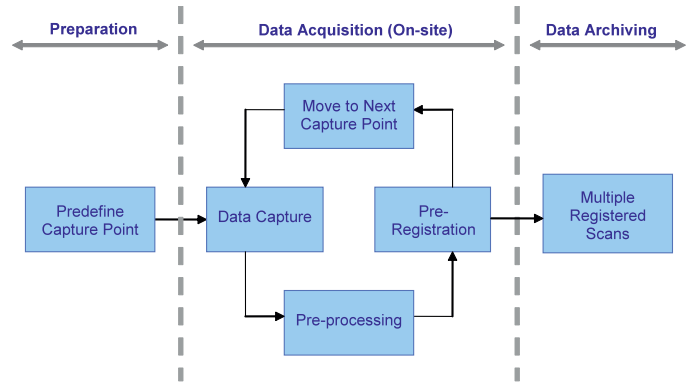 Preparation
Data Acquisition (On-site)
Data Archiving
Move to Next
Capture Point
Predefine
Capture Point
Data Capture
Pre-
Registration
Multiple
Registered
Scans
Pre-processing